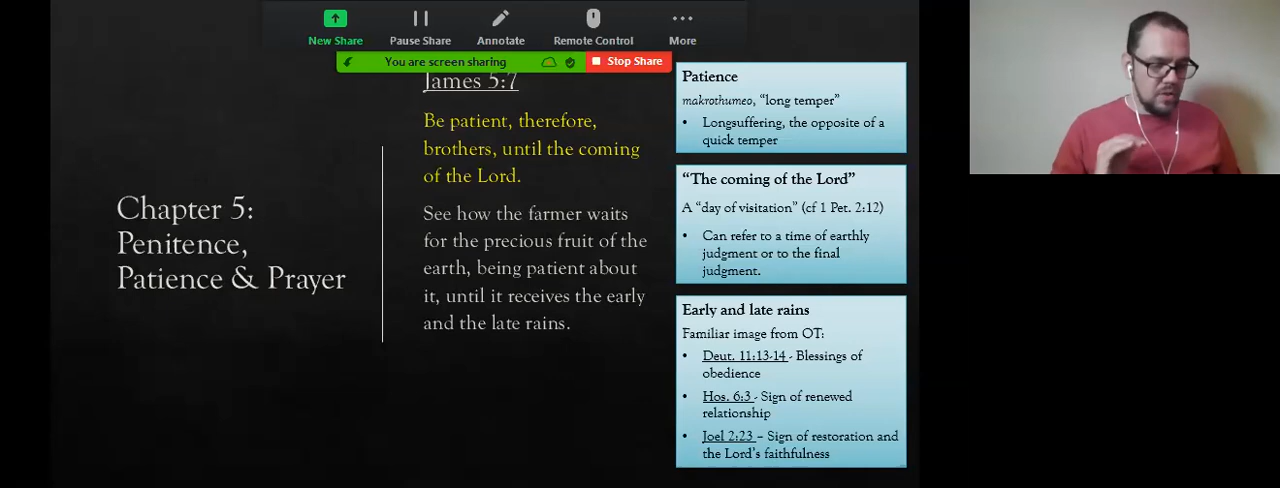 New Share
Pause Share
Annotate
Remote Control
More
You are screen sharing
Stop Share
James 5:7
Be patient, therefore,
brothers, until the coming
of the Lord.
See how the farmer waits
for the precious fruit of the
earth, being patient about
it, until it receives the early
and the late rains.
Chapter 5:
Penitence,
Patience & Prayer
Patience
makrothumeo, “long temper”
• Longsuffering, the opposite of a
quick temper
“The coming of the Lord”
A “day of visitation” (cf 1 Pet. 2:12)
• Can refer to a time of earthly
judgment or to the final
judgment.
Early and late rains
Familiar image from OT:
• Deut. 11:13-14 - Blessings of
obedience
• Hos. 6:3 - Sign of renewed
relationship
• Joel 2:23 – Sign of restoration and
the Lord’s faithfulness